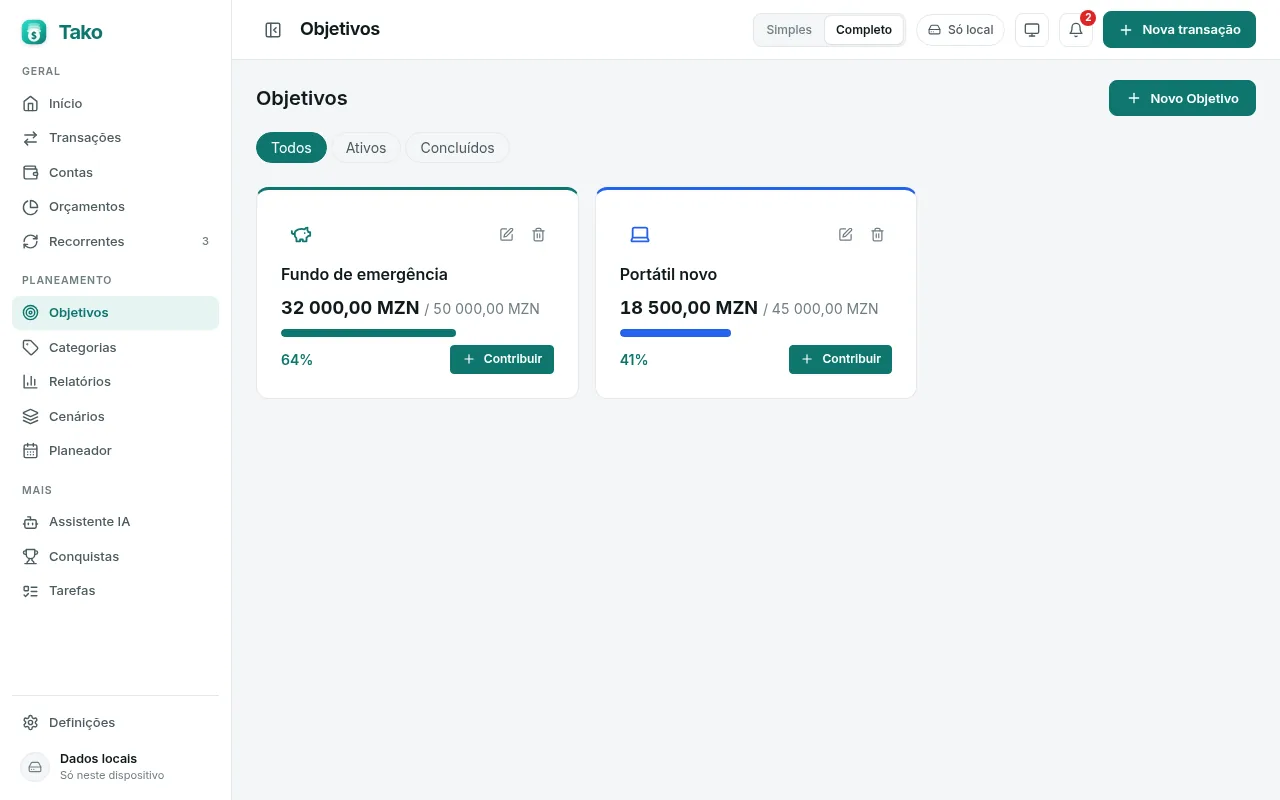 Tako
GERAL
Início
Transações
Contas
Orçamentos
Recorrentes 3
PLANEAMENTO
Objetivos
Categorias
Relatórios
Cenários
Planeador
MAIS
Assistente IA
Conquistas
Tarefas
Definições
Dados locais
Só neste dispositivo
Objetivos
Simples Completo Só local 2 Nova transação
Objetivos
Novo Objetivo
Todos Ativos Concluídos
Fundo de emergência
32 000,00 MZN / 50 000,00 MZN
64% Contribuir
Portátil novo
18 500,00 MZN / 45 000,00 MZN
41% Contribuir